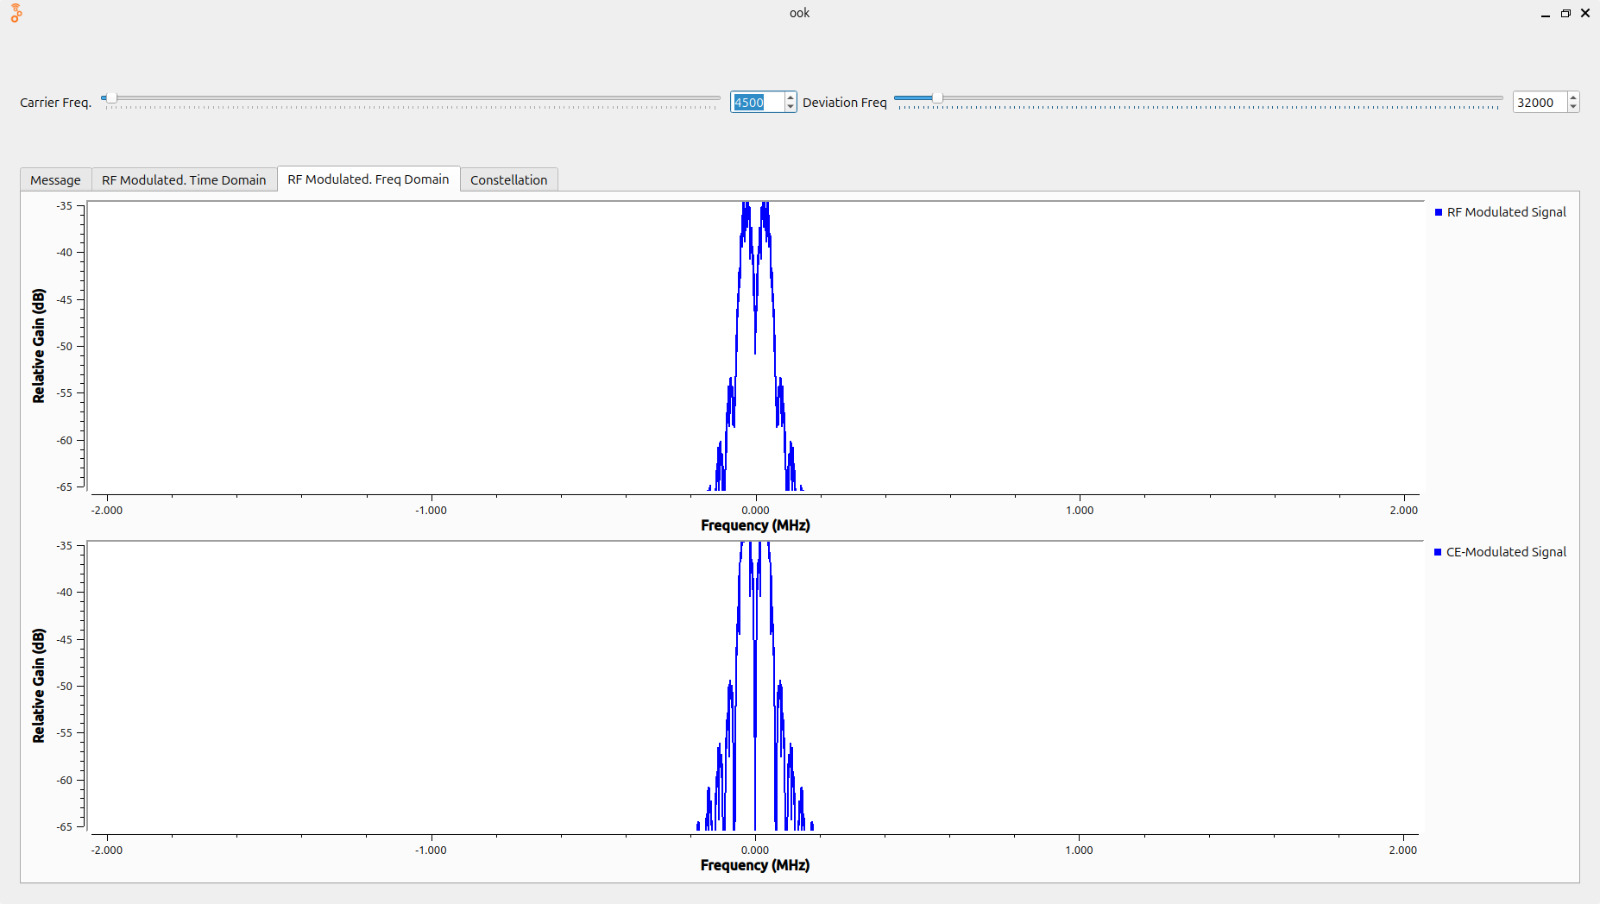 ook
Carrier Freq.
4500
Deviation Freq
32000
Message
RF Modulated. Time Domain
RF Modulated. Freq Domain
Constellation
-35
-40
-45
-50
-55
-60
-65
Relative Gain (dB)
-2.000
-1.000
0.000
1.000
2.000
Frequency (MHz)
RF Modulated Signal
-35
-40
-45
-50
-55
-60
-65
Relative Gain (dB)
-2.000
-1.000
0.000
1.000
2.000
Frequency (MHz)
CE-Modulated Signal